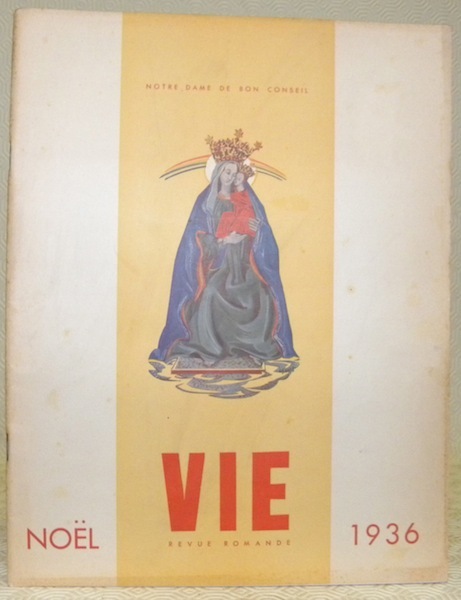 NOTRE DAME DE BON CONSEIL
VIE
REVUE ROMANDE
NOËL
1936